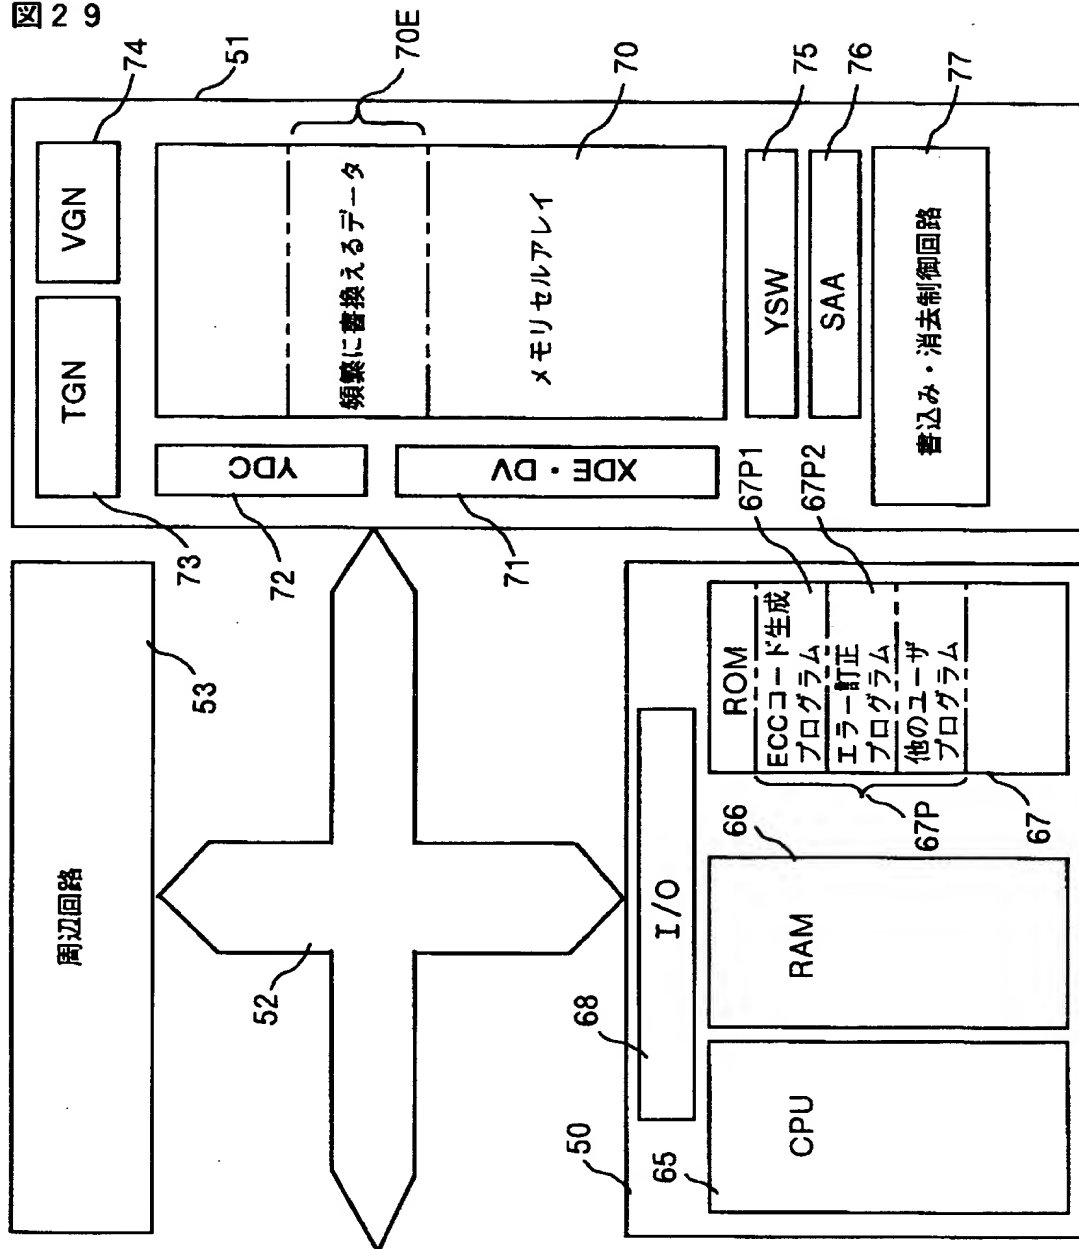 図29
周辺回路
53
52
TGN
VGN
73
74
51
YDC
72
XDE・DV
71
頻繁に書換えるデータ
70E
メモリセルアレイ
70
YSW
75
SAA
76
書込み・消去制御回路
77
50
I/O
68
CPU
65
RAM
66
ROM
ECCコード生成
プログラム
67P1
エラー訂正
プログラム
67P2
他のユーザ
プログラム
67P
67